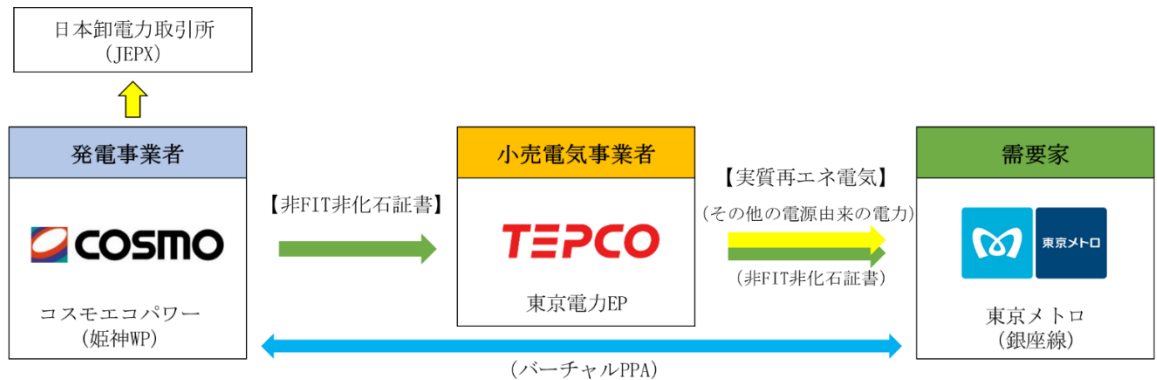 日本卸電力取引所
（JEPX）
発電事業者
COSMO
コスモエコパワー
（姫神WP）
【非FIT非化石証書】
小売電気事業者
TEPCO
東京電力EP
【実質再エネ電気】
（その他の電源由来の電力）
（非FIT非化石証書）
需要家
東京メトロ
東京メトロ
（銀座線）
（バーチャルPPA）